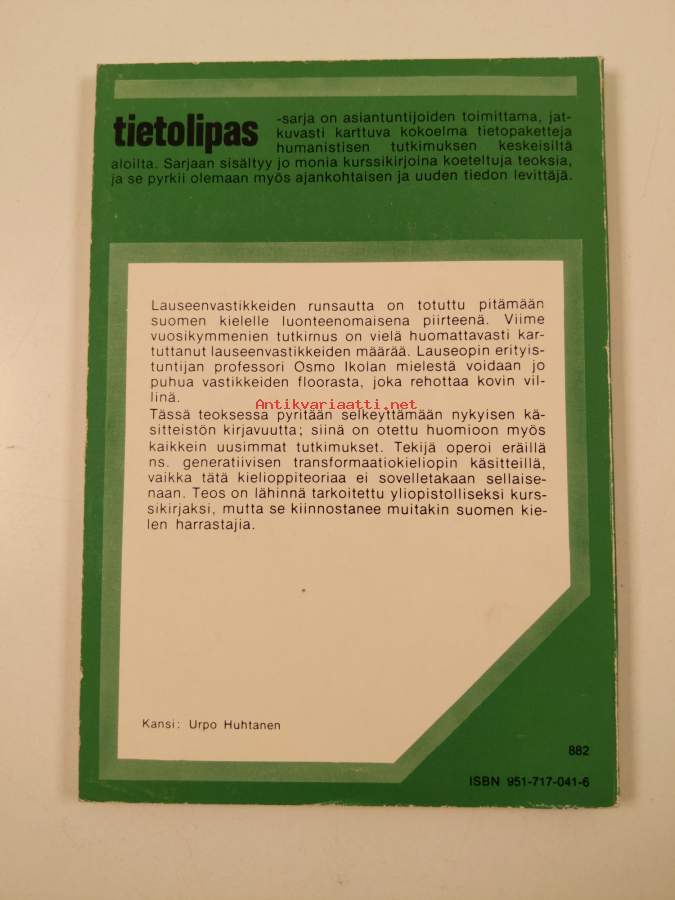 tietolipas -sarja on asiantuntijoiden toimittama, jat-
kuvasti karttuva kokoelma tietopaketteja
humanistisen tutkimuksen keskeisiltä
aloilta. Sarjaan sisältyy jo monia kurssikirjoina koeteltuja teoksia,
ja se pyrkii olemaan myös ajankohtaisen ja uuden tiedon levittäjä.
Lauseenvastikkeiden runsautta on totuttu pitämään
suomen kielelle luonteenomaisena piirteenä. Viime
vuosikymmenien tutkirnus on vielä huomattavasti kar-
tuttanut lauseenvastikkeiden määrää. Lauseopin erityis-
tuntijan professori Osmo Ikolan mielestä voidaan jo
puhua vastikkeiden floorasta, joka rehottaa kovin vil-
linä.
Antikvariaatti.net
Tässä teoksessa pyritään selkeyttämään nykyisen kä-
sitteistön kirjavuutta; siinä on otettu huomioon myös
kaikkein uusimmat tutkimukset. Tekijä operoi eräillä
ns. generatiivisen transformaatiokieliopin käsitteillä,
vaikka tätä kielioppiteoriaa ei sovelletakaan sellaise-
naan. Teos on lähinnä tarkoitettu yliopistolliseksi kurs-
sikirjaksi, mutta se kiinnostanee muitakin suomen kie-
len harrastajia.
Kansi: Urpo Huhtanen
882
ISBN 951-717-041-6